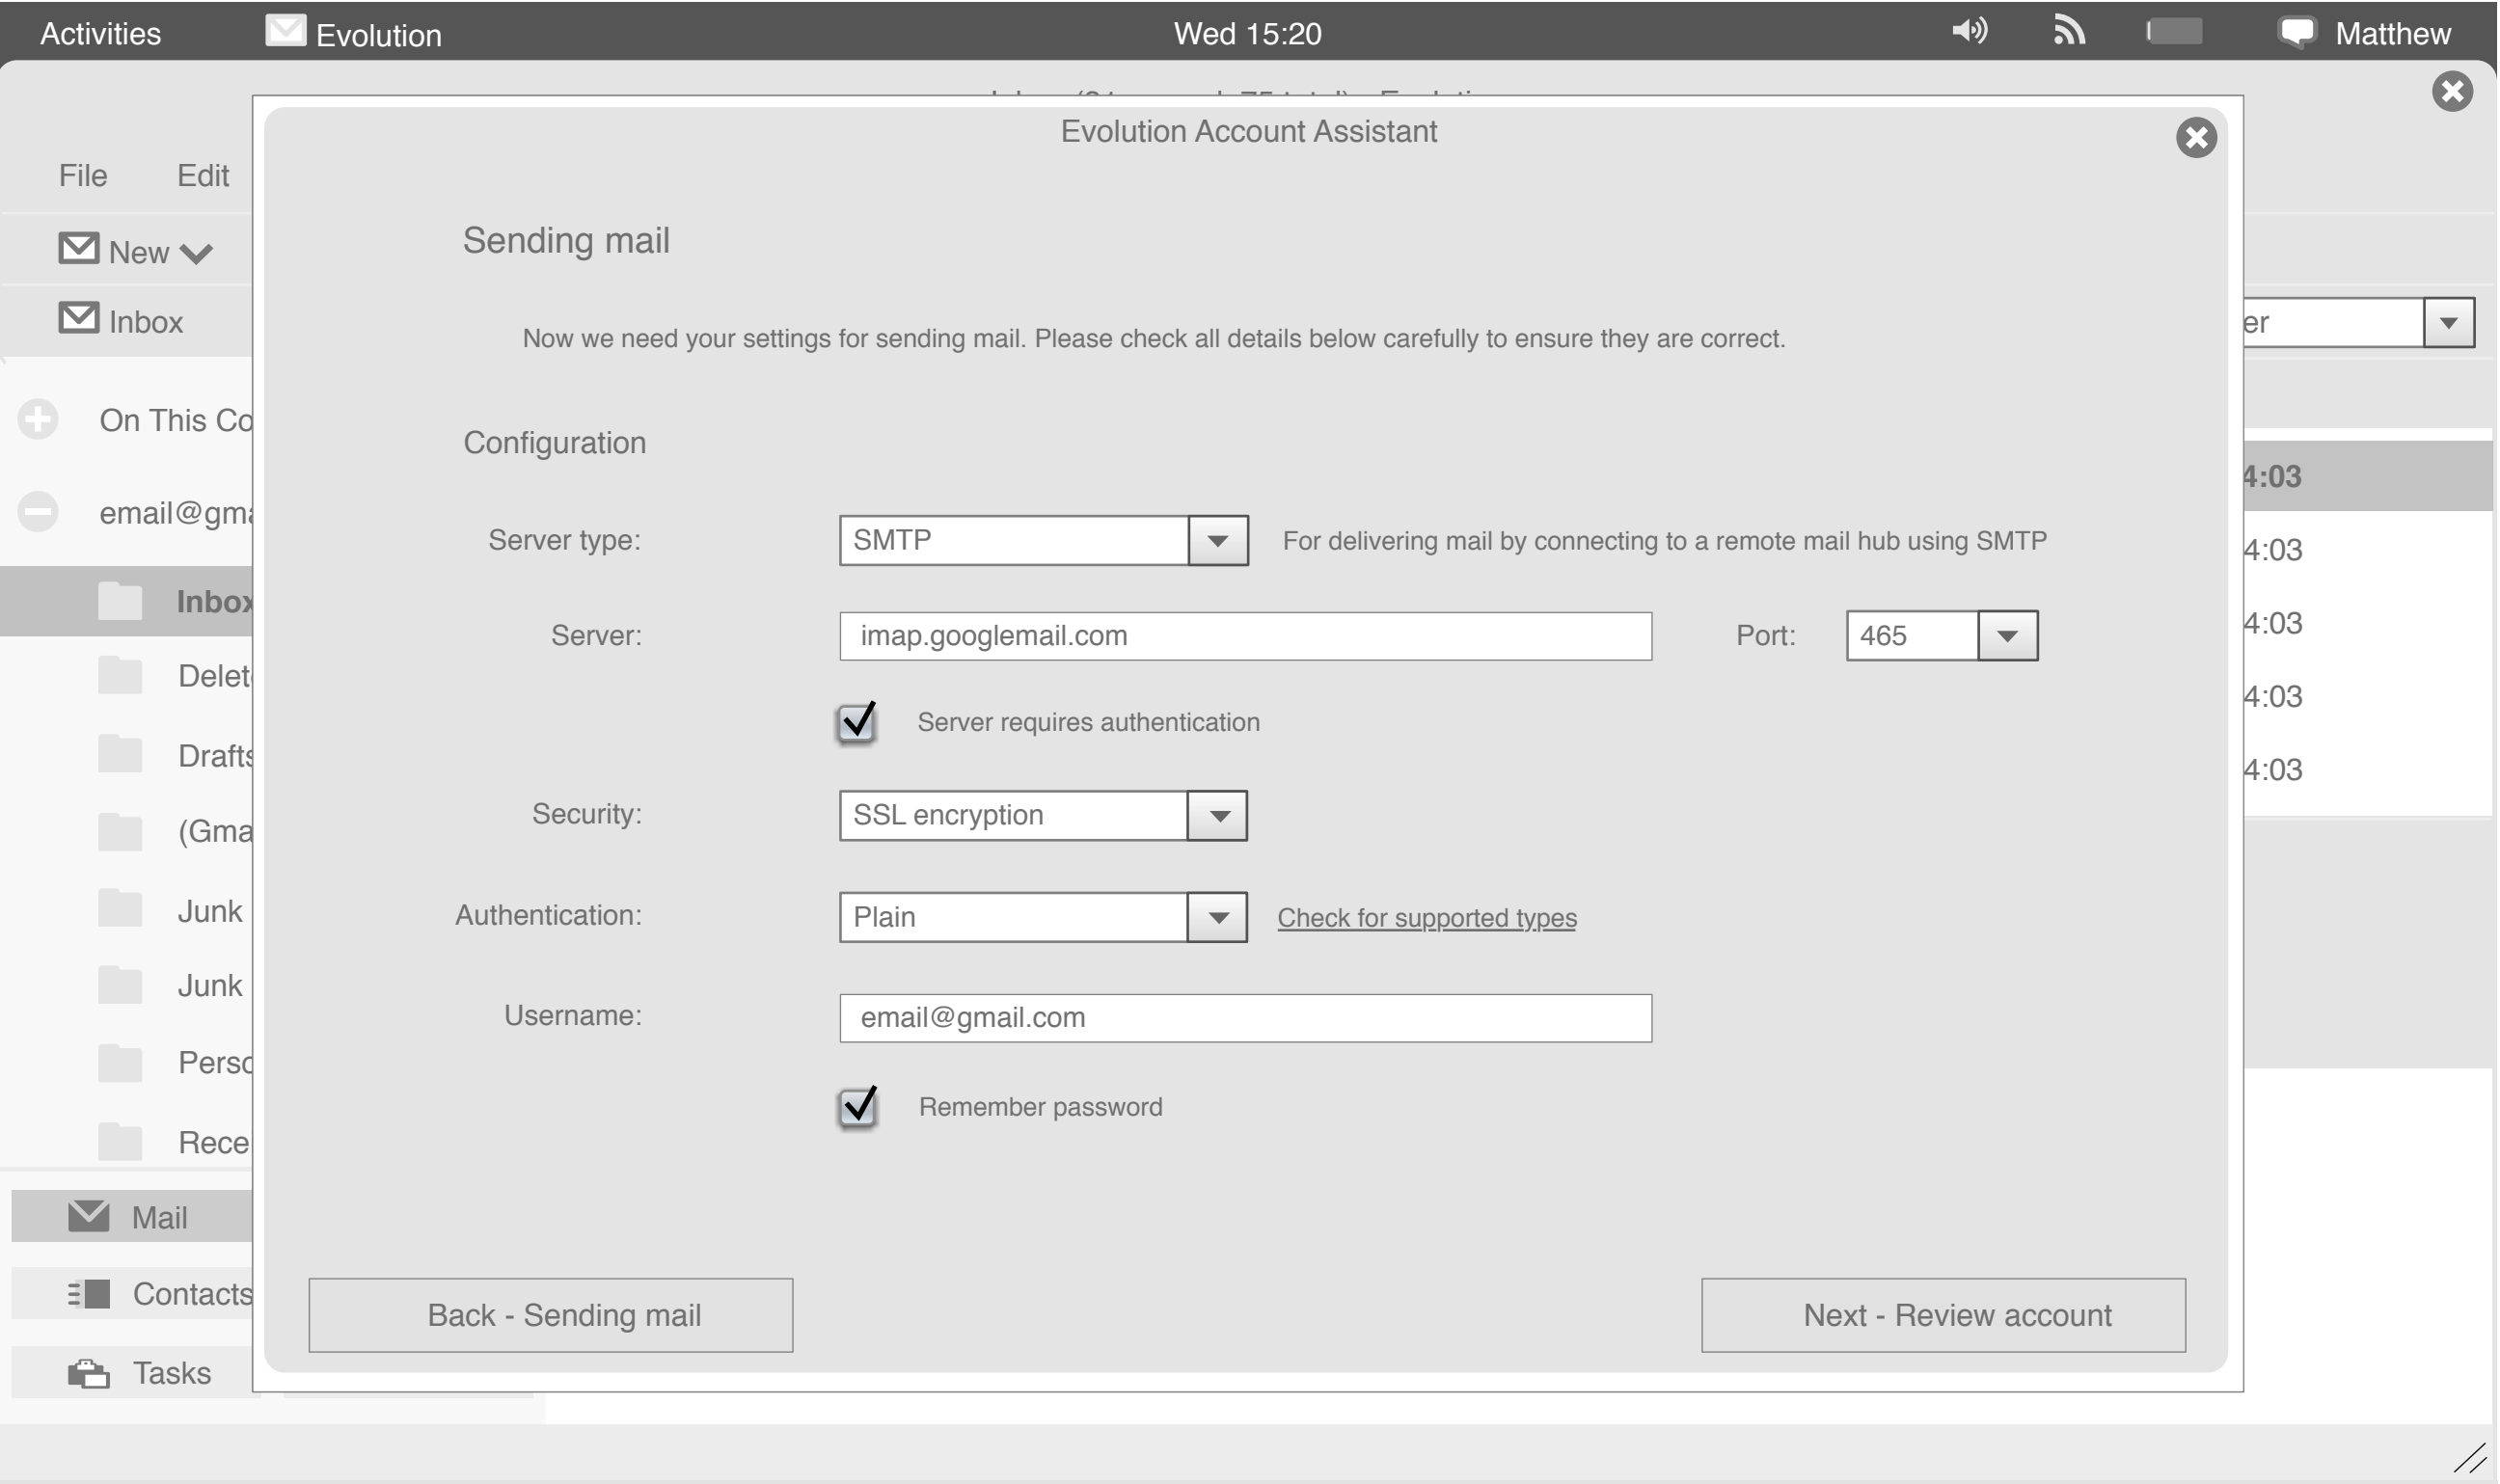 Activities
Evolution
Wed 15:20
Matthew
Evolution Account Assistant
File Edit
New
Inbox
er
On This Co
email@gma
Inbox
Delet
Drafts
(Gma
Junk
Junk
Perso
Rece
Mail
Contacts
Tasks
Sending mail
Now we need your settings for sending mail. Please check all details below carefully to ensure they are correct.
Configuration
Server type: SMTP For delivering mail by connecting to a remote mail hub using SMTP
Server: imap.googlemail.com Port: 465
Server requires authentication
Security: SSL encryption
Authentication: Plain Check for supported types
Username: email@gmail.com
Remember password
Back - Sending mail Next - Review account
4:03
4:03
4:03
4:03
4:03